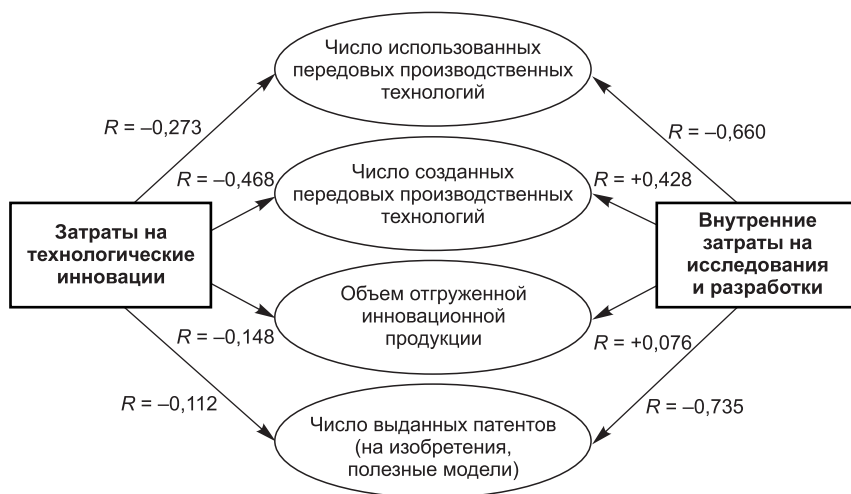 Число использованных
передовых производственных
технологий
R = –0,273
R = –0,660
Число созданных
передовых производственных
технологий
R = –0,468
R = +0,428
Затраты на
технологические
инновации
Внутренние
затраты на
исследования
и разработки
Объем отгруженной
инновационной
продукции
R = –0,148
R = +0,076
R = –0,112
R = –0,735
Число выданных патентов
(на изобретения,
полезные модели)